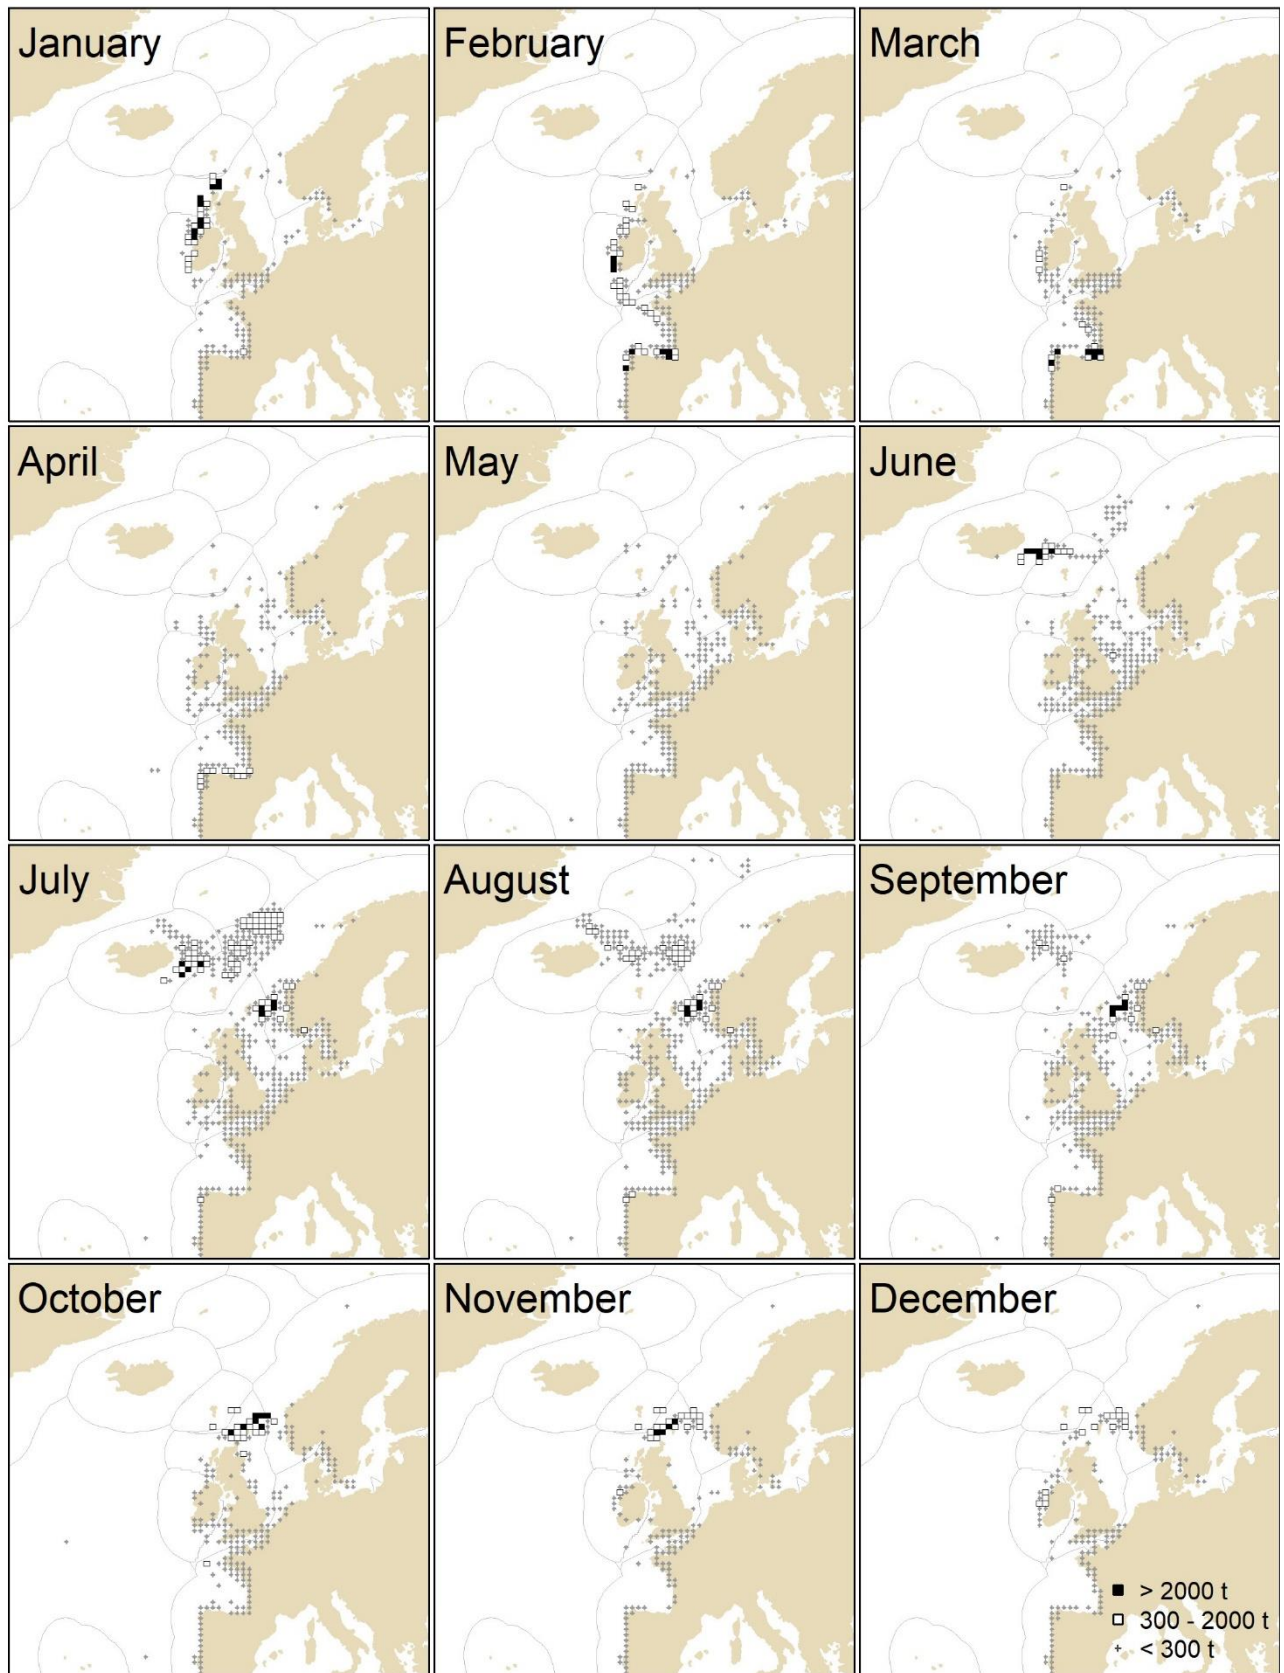 January
February
March
April
May
June
July
August
September
October
November
December
> 2000 t
300 - 2000 t
< 300 t